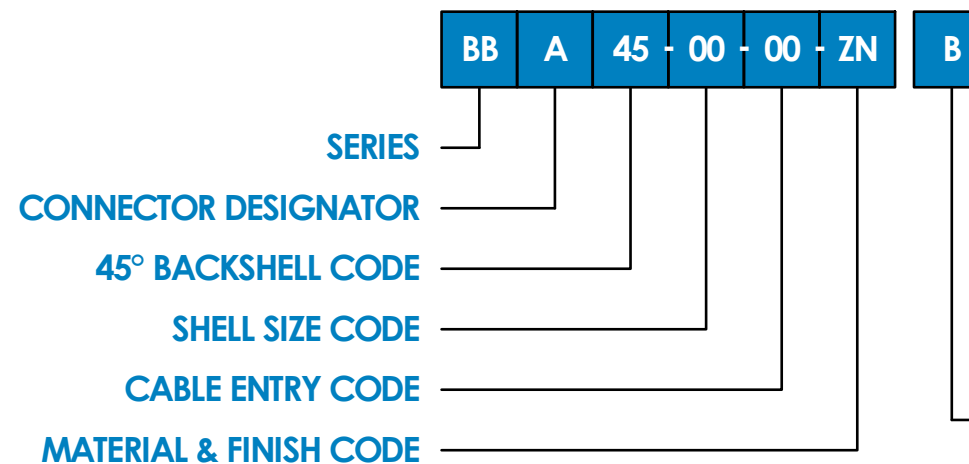 BB A 45 - 00 - 00 - ZN B
SERIES
CONNECTOR DESIGNATOR
45° BACKSHELL CODE
SHELL SIZE CODE
CABLE ENTRY CODE
MATERIAL & FINISH CODE